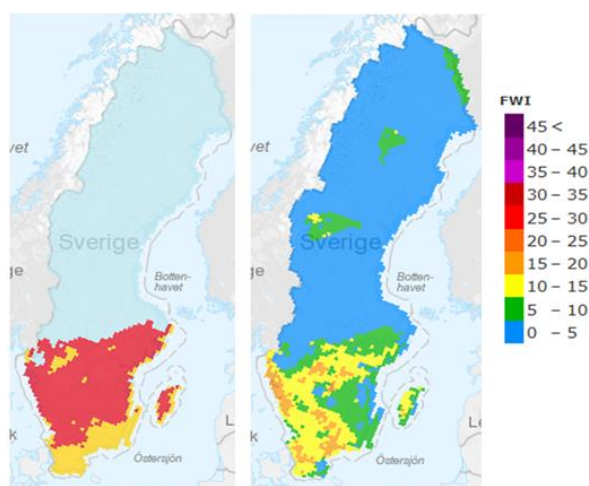 vet
Sverige
Botten-
havet
ge
k
Östersjön
vet
Sverige
Botten-
havet
ge
k
Östersjön
L
Le
FWI
45 <
40 – 45
35 – 40
30 – 35
25 – 30
20 – 25
15 – 20
10 – 15
5 – 10
0 – 5